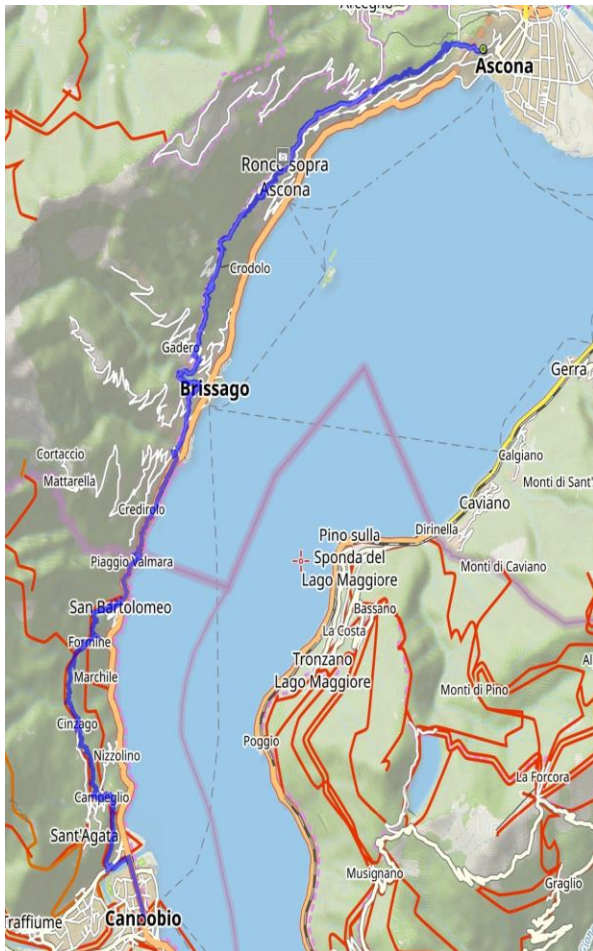 Arcegno
Ascona
Ronco sopra
Ascona
Crodolo
Gadero
Brissago
Gerra
Cortaccio
Mattarella
Calgiano
Monti di Sant'
Caviano
Credirolo
Dirinella
Pino sulla
Sponda del
Lago Maggiore
Piaggio Valmara
Monti di Caviano
San Bartolomeo
Bassano
La Costa
Formine
Tronzano
Lago Maggiore
Marchile
Monti di Pino
Cinzago
Poggio
Nizzolino
La Forcora
Campeglio
Sant'Agata
Musignano
Graglio
Traffiume
Cannobio